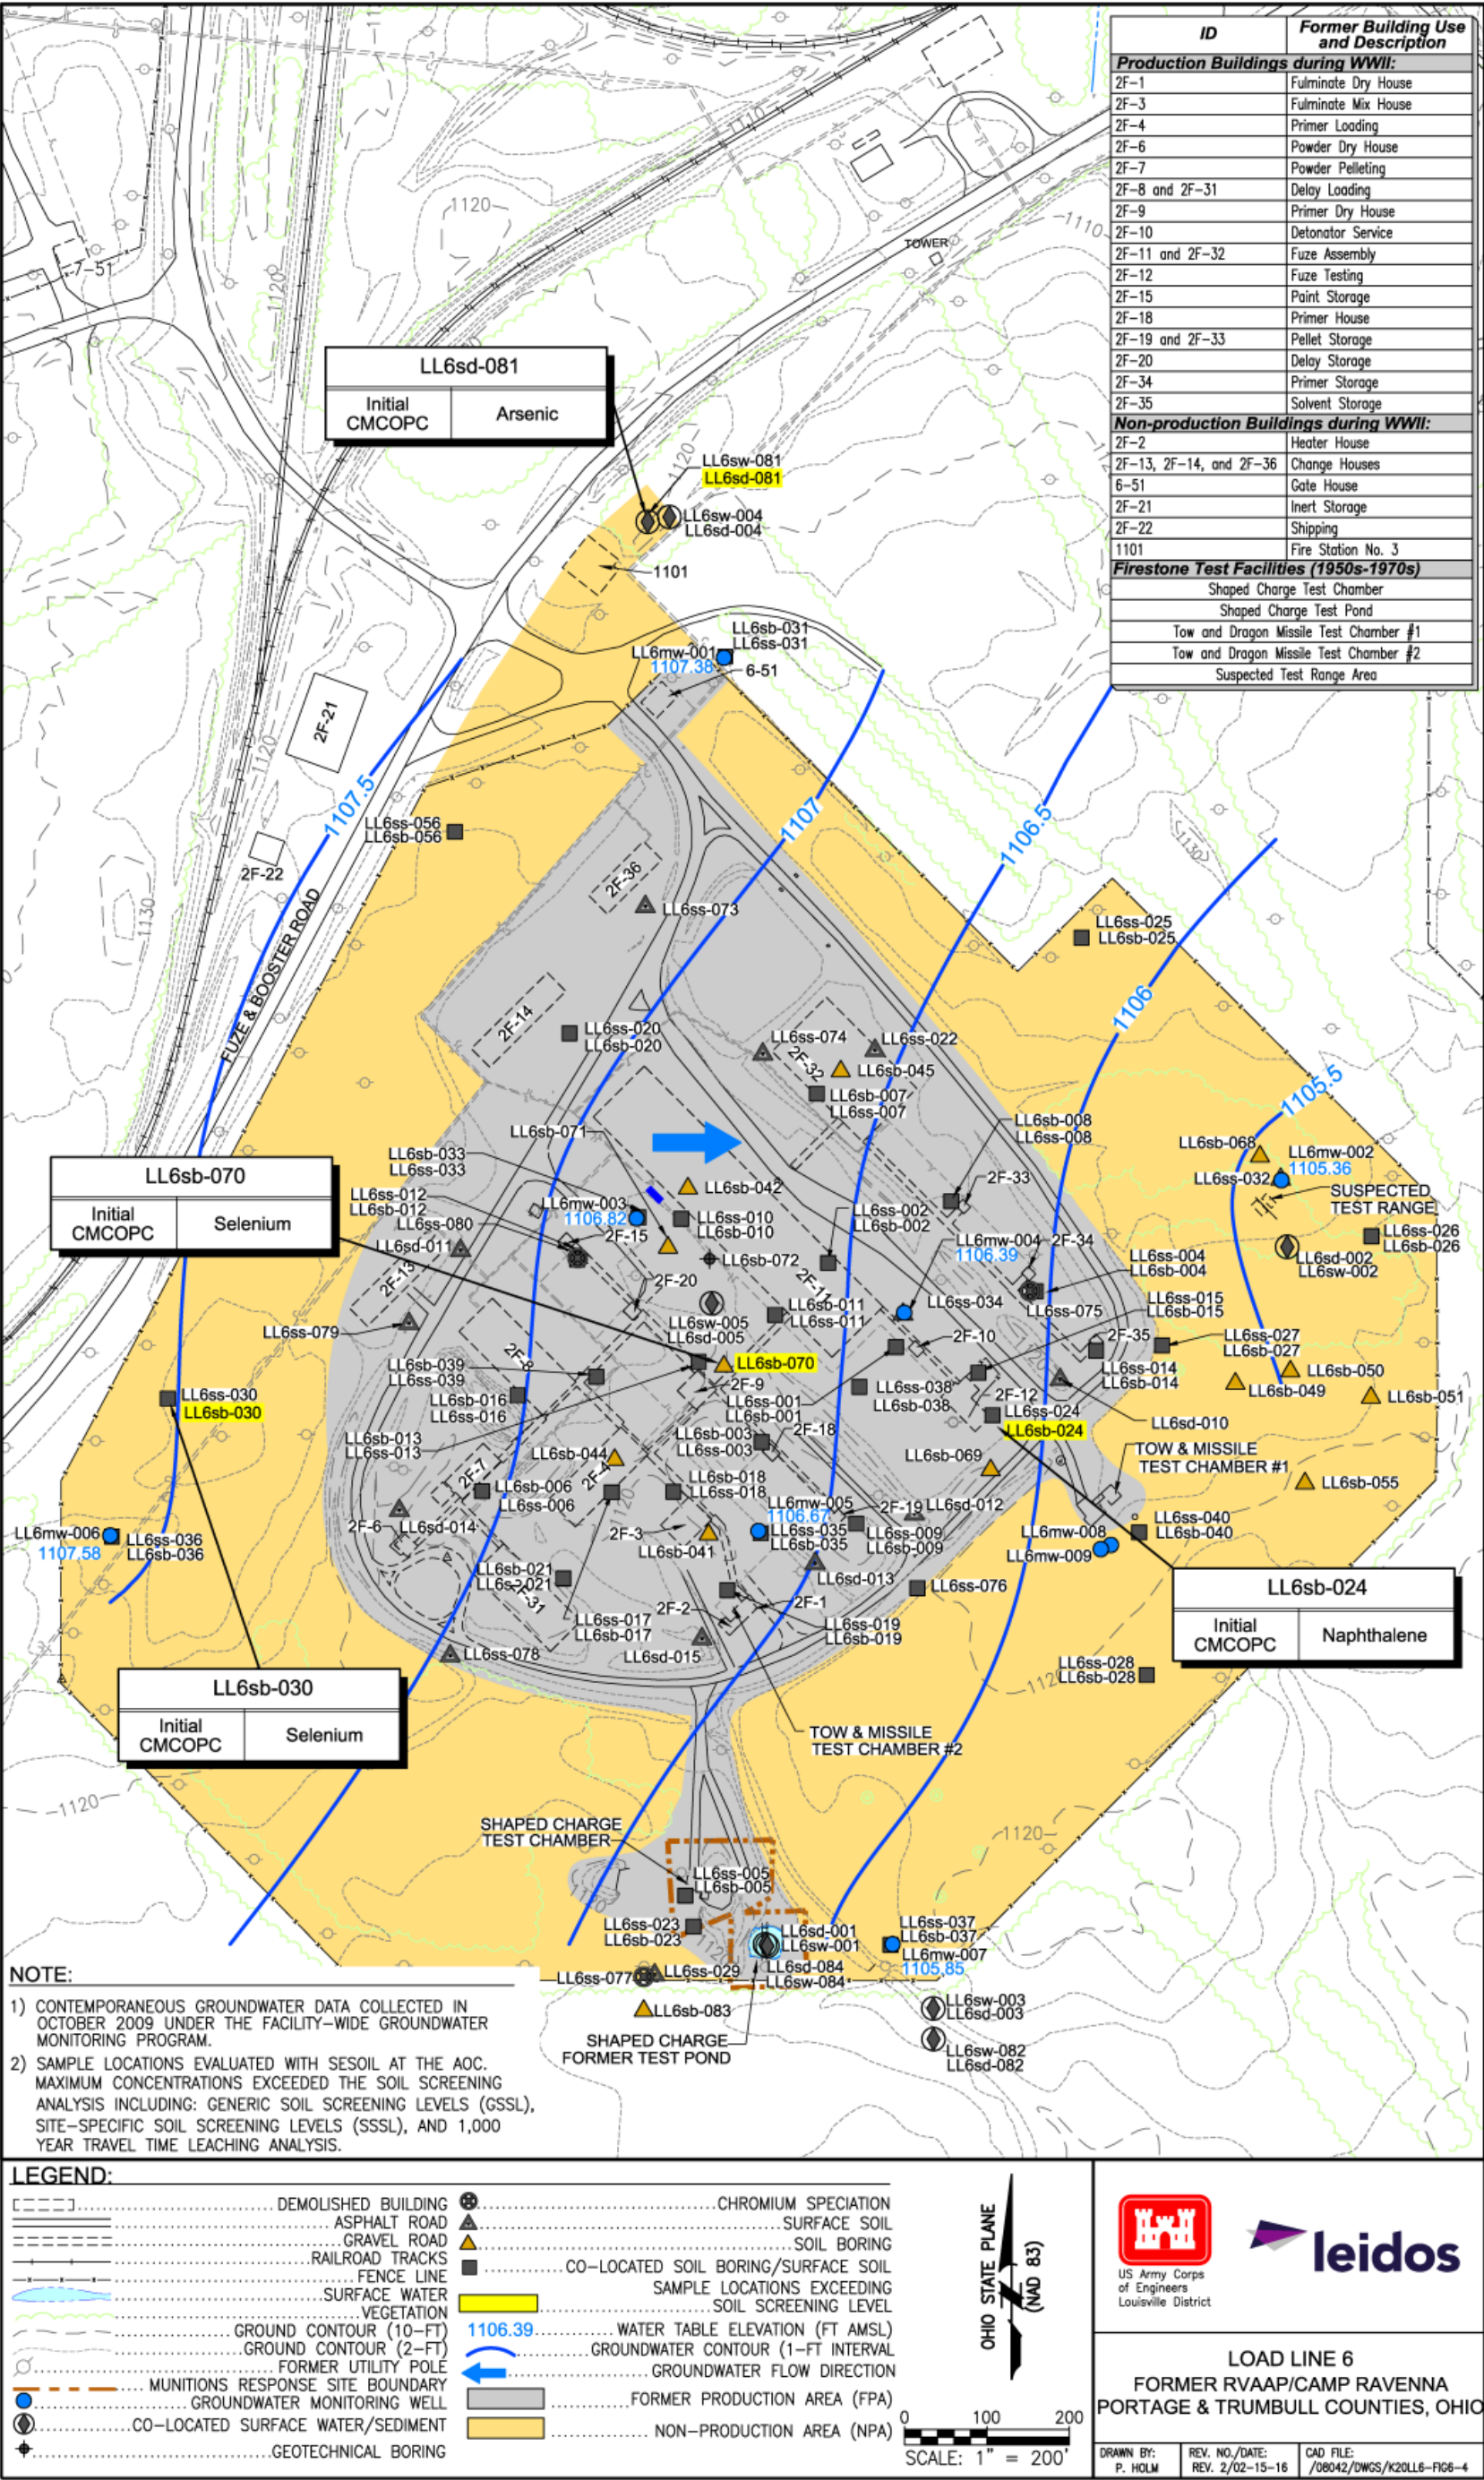 ID
Former Building Use
and Description
Production Buildings during WWII:
2F-1 Fulminate Dry House
2F-3 Fulminate Mix House
2F-4 Primer Loading
2F-6 Powder Dry House
2F-7 Powder Pelleting
2F-8 and 2F-31 Delay Loading
2F-9 Primer Dry House
2F-10 Detonator Service
2F-11 and 2F-32 Fuze Assembly
2F-12 Fuze Testing
2F-15 Paint Storage
2F-18 Primer House
2F-19 and 2F-33 Pellet Storage
2F-20 Delay Storage
2F-34 Primer Storage
2F-35 Solvent Storage
Non-production Buildings during WWII:
2F-2 Heater House
2F-13, 2F-14, and 2F-36 Change Houses
6-51 Gate House
2F-21 Inert Storage
2F-22 Shipping
1101 Fire Station No. 3
Firestone Test Facilities (1950s-1970s)
Shaped Charge Test Chamber
Shaped Charge Test Pond
Tow and Dragon Missile Test Chamber #1
Tow and Dragon Missile Test Chamber #2
Suspected Test Range Area
1110
1120
1110
TOWER
7-51
1120
LL6sd-081
Initial
CMCOPC
Arsenic
1120
LL6sw-081
LL6sd-081
LL6sw-004
LL6sd-004
1101
LL6sb-031
LL6ss-031
LL6mw-001
1107.38
6-51
2F-21
1120
1107.5
1107
1106.5
LL6ss-056
LL6sb-056
2F-22
1130
1130
FUZE & BOOSTER ROAD
2F-36
LL6ss-073
LL6ss-025
LL6sb-025
1106
2F-14
LL6ss-020
LL6sb-020
LL6ss-074
LL6ss-022
2F-32
LL6sb-045
LL6sb-007
LL6ss-007
1105.5
LL6sb-008
LL6ss-008
LL6sb-071
LL6sb-068
LL6mw-002
1105.36
LL6ss-032
SUSPECTED
TEST RANGE
LL6sb-033
LL6ss-033
LL6sb-070
Initial
CMCOPC
Selenium
LL6ss-012
LL6sb-012
LL6sb-042
2F-33
LL6mw-003
1106.82
LL6ss-080
2F-15
LL6ss-010
LL6sb-010
LL6ss-002
LL6sb-002
LL6ss-026
LL6sb-026
LL6sd-011
LL6mw-004
1106.39
2F-34
LL6sd-002
LL6sw-002
2F-13
2F-20
LL6sb-072
2F-11
LL6ss-004
LL6sb-004
LL6sw-005
LL6sd-005
LL6sb-011
LL6ss-011
LL6ss-034
LL6ss-075
LL6ss-015
LL6sb-015
LL6ss-079
2F-10
2F-35
LL6ss-027
LL6sb-027
2F-8
LL6sb-039
LL6ss-039
LL6sb-070
2F-9
LL6ss-014
LL6sb-014
LL6sb-050
LL6sb-049
LL6sb-051
LL6ss-030
LL6sb-030
LL6sb-016
LL6ss-016
LL6ss-001
LL6sb-001
LL6ss-038
LL6sb-038
2F-12
LL6ss-024
LL6sb-024
LL6sd-010
LL6sb-013
LL6ss-013
LL6sb-003
LL6ss-003
2F-18
LL6sb-044
LL6sb-069
TOW & MISSILE
TEST CHAMBER #1
2F-7
2F-4
LL6sb-018
LL6ss-018
LL6sb-055
LL6sb-006
LL6ss-006
LL6mw-005
1106.67
2F-19
LL6sd-012
2F-6
LL6sd-014
2F-3
LL6ss-035
LL6sb-035
LL6ss-009
LL6sb-009
LL6mw-008
LL6ss-040
LL6sb-040
LL6mw-006
1107.58
LL6ss-036
LL6sb-036
LL6sb-041
LL6mw-009
LL6sb-021
LL6ss-021
2F-31
LL6sd-013
LL6ss-076
LL6sb-024
Initial
CMCOPC
Naphthalene
LL6ss-017
LL6sb-017
2F-2
2F-1
LL6ss-019
LL6sb-019
LL6ss-078
LL6sd-015
LL6ss-028
LL6sb-028
LL6sb-030
Initial
CMCOPC
Selenium
TOW & MISSILE
TEST CHAMBER #2
1120
1120
SHAPED CHARGE
TEST CHAMBER
LL6ss-005
LL6sb-005
LL6ss-023
LL6sb-023
1120
LL6sd-001
LL6sw-001
LL6ss-037
LL6sb-037
LL6mw-007
1105.85
LL6ss-077
LL6ss-029
LL6sd-084
LL6sw-084
LL6sb-083
LL6sw-003
LL6sd-003
SHAPED CHARGE
FORMER TEST POND
LL6sw-082
LL6sd-082
NOTE:
1) CONTEMPORANEOUS GROUNDWATER DATA COLLECTED IN
OCTOBER 2009 UNDER THE FACILITY-WIDE GROUNDWATER
MONITORING PROGRAM.
2) SAMPLE LOCATIONS EVALUATED WITH SESOIL AT THE AOC.
MAXIMUM CONCENTRATIONS EXCEEDED THE SOIL SCREENING
ANALYSIS INCLUDING: GENERIC SOIL SCREENING LEVELS (GSSL),
SITE-SPECIFIC SOIL SCREENING LEVELS (SSSL), AND 1,000
YEAR TRAVEL TIME LEACHING ANALYSIS.
LEGEND:
DEMOLISHED BUILDING
ASPHALT ROAD
GRAVEL ROAD
RAILROAD TRACKS
FENCE LINE
SURFACE WATER
VEGETATION
GROUND CONTOUR (10-FT)
GROUND CONTOUR (2-FT)
FORMER UTILITY POLE
MUNITIONS RESPONSE SITE BOUNDARY
GROUNDWATER MONITORING WELL
CO-LOCATED SURFACE WATER/SEDIMENT
GEOTECHNICAL BORING
CHROMIUM SPECIATION
SURFACE SOIL
SOIL BORING
CO-LOCATED SOIL BORING/SURFACE SOIL
SAMPLE LOCATIONS EXCEEDING
SOIL SCREENING LEVEL
1106.39 WATER TABLE ELEVATION (FT AMSL)
GROUNDWATER CONTOUR (1-FT INTERVAL
GROUNDWATER FLOW DIRECTION
FORMER PRODUCTION AREA (FPA)
NON-PRODUCTION AREA (NPA)
OHIO STATE PLANE
(NAD 83)
0 100 200
SCALE: 1" = 200'
US Army Corps
of Engineers
Louisville District
leidos
LOAD LINE 6
FORMER RVAAP/CAMP RAVENNA
PORTAGE & TRUMBULL COUNTIES, OHIO
DRAWN BY:
P. HOLM
REV. NO./DATE:
REV. 2/02-15-16
CAD FILE:
/08042/DWGS/K20LL6-FIG6-4